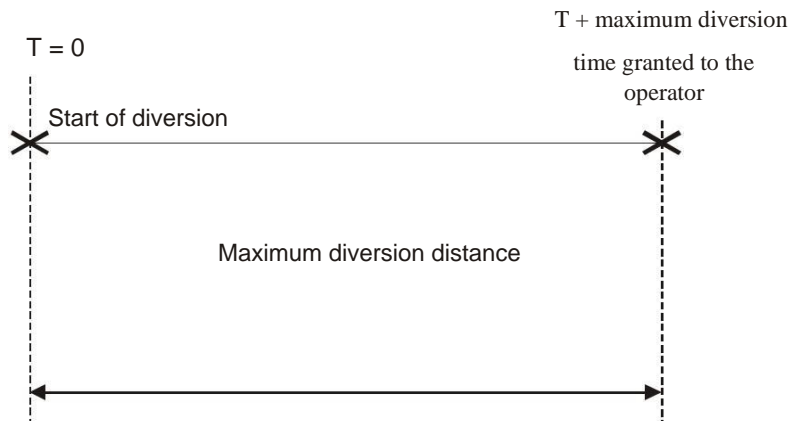 T + maximum diversion
T = 0
time granted to the
operator
Start of diversion
Maximum diversion distance